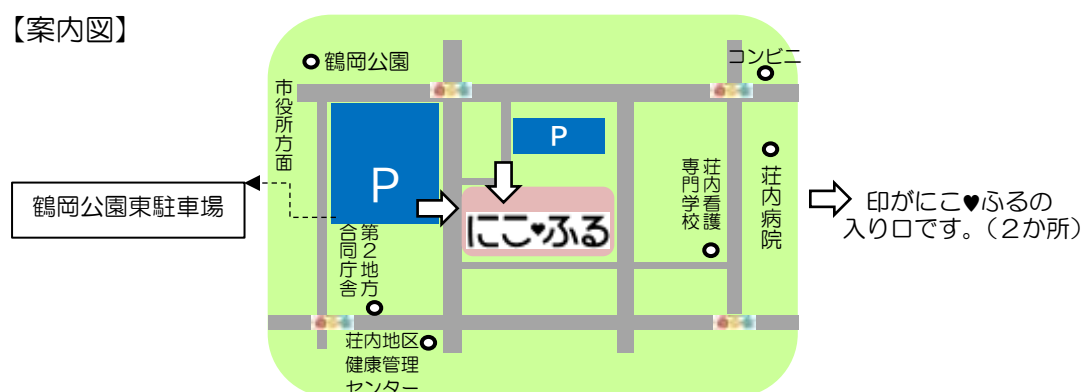 【案内図】
鶴岡公園
コンビニ
市役所方面
P
P
鶴岡公園東駐車場
荘内看護
専門学校
荘内病院
にこ♥ふる
印がにこ♥ふるの
入り口です。（２か所）
第２地方
合同庁舎
荘内地区
健康管理
センター